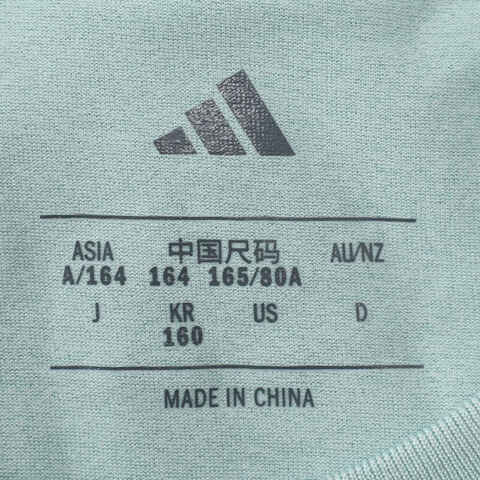 ASIA 中国尺码 AU/NZ
A/164 164 165/80A
J KR US D
160
MADE IN CHINA